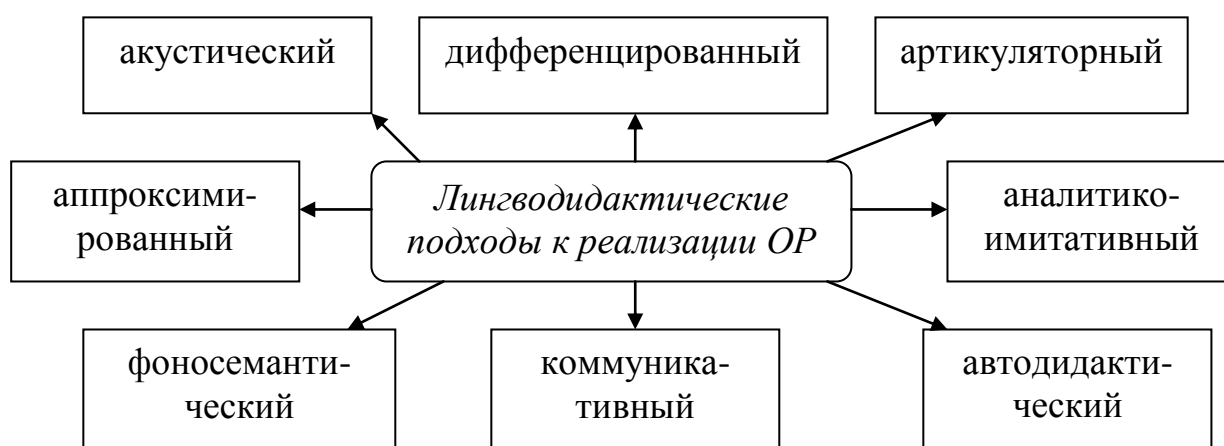 акустический
дифференцированный
артикуляторный
аппроксими-
рованный
Лингводидактические
подходы к реализации ОР
аналитико-
имитативный
фоносеманти-
ческий
коммуника-
тивный
автодидакти-
ческий